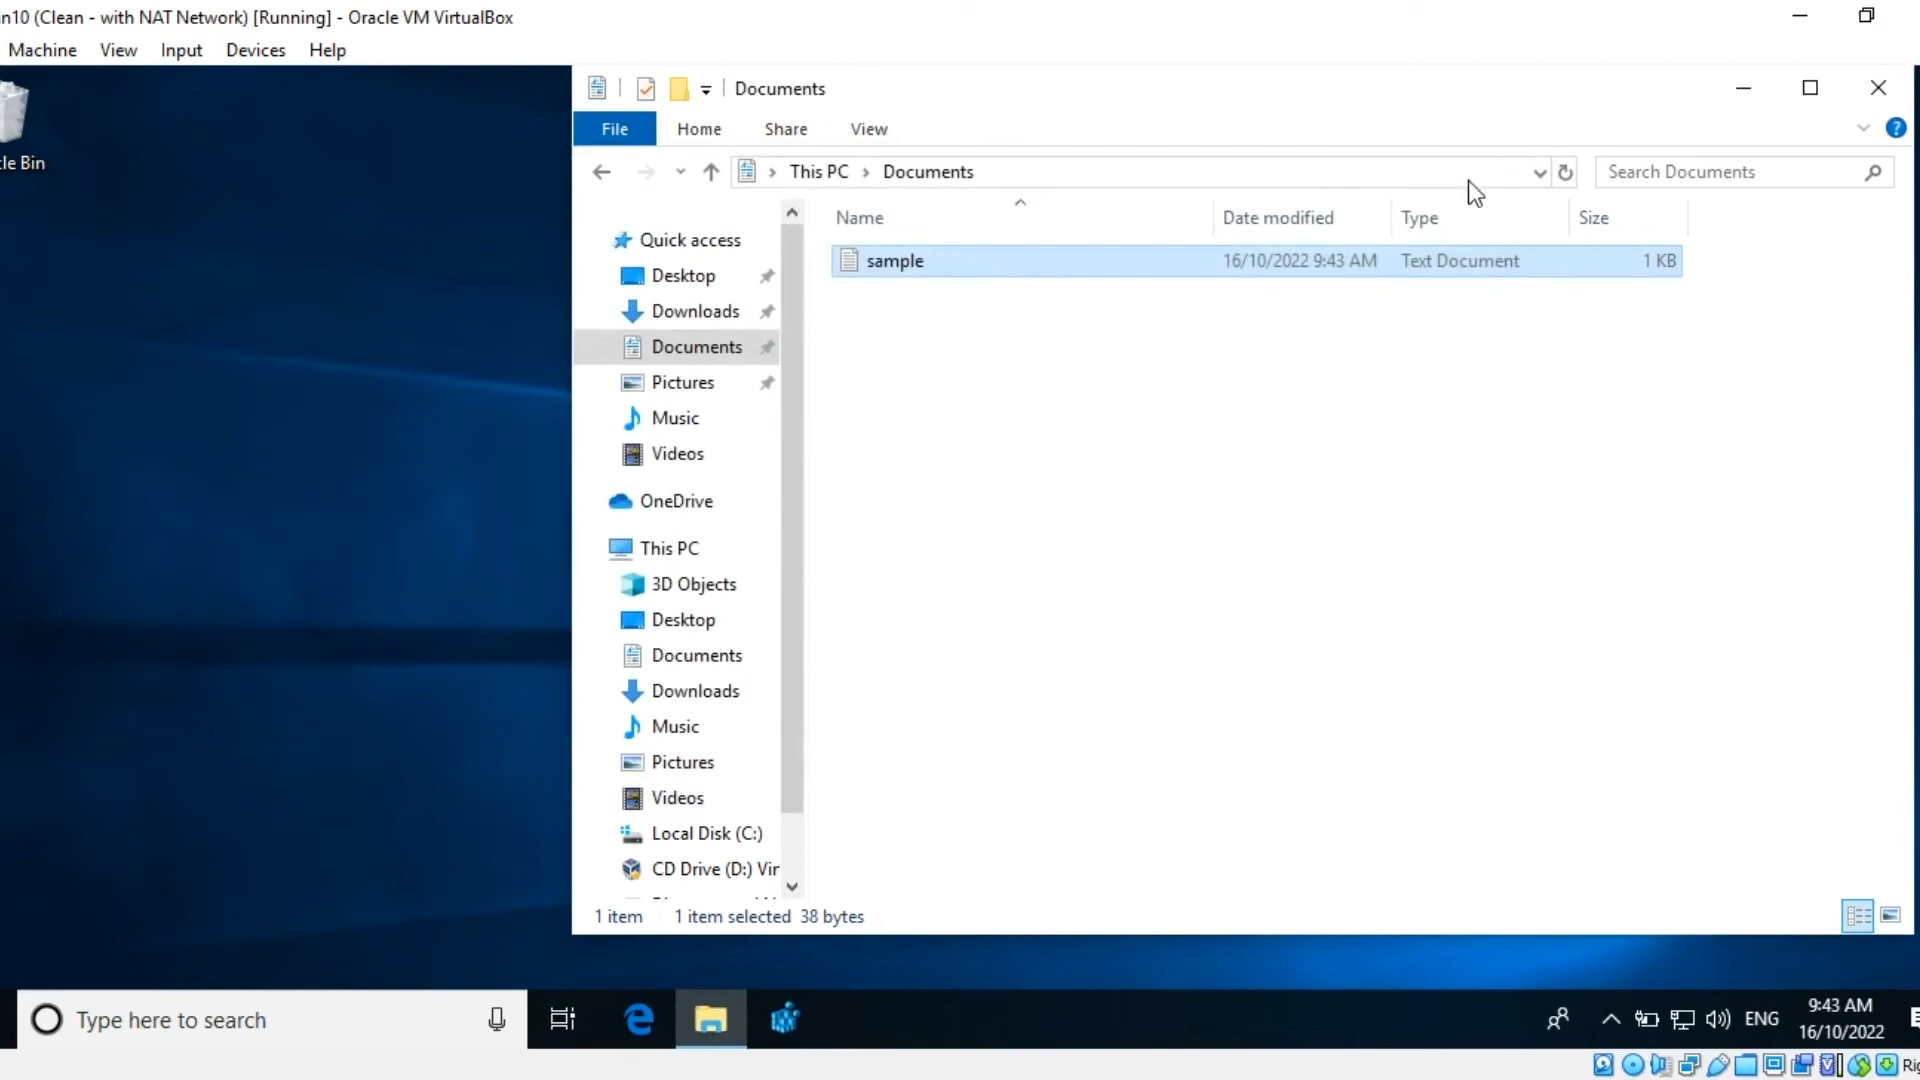 n10 (Clean - with NAT Network) [Running] - Oracle VM VirtualBox
Machine View Input Devices Help
Documents
File Home Share View
This PC Documents Search Documents
cle Bin
Name Date modified Type Size
sample 16/10/2022 9:43 AM Text Document 1 KB
Quick access
Desktop
Downloads
Documents
Pictures
Music
Videos
OneDrive
This PC
3D Objects
Desktop
Documents
Downloads
Music
Pictures
Videos
Local Disk (C:)
CD Drive (D:) Vir
1 item 1 item selected 38 bytes
Type here to search
ENG
9:43 AM
16/10/2022